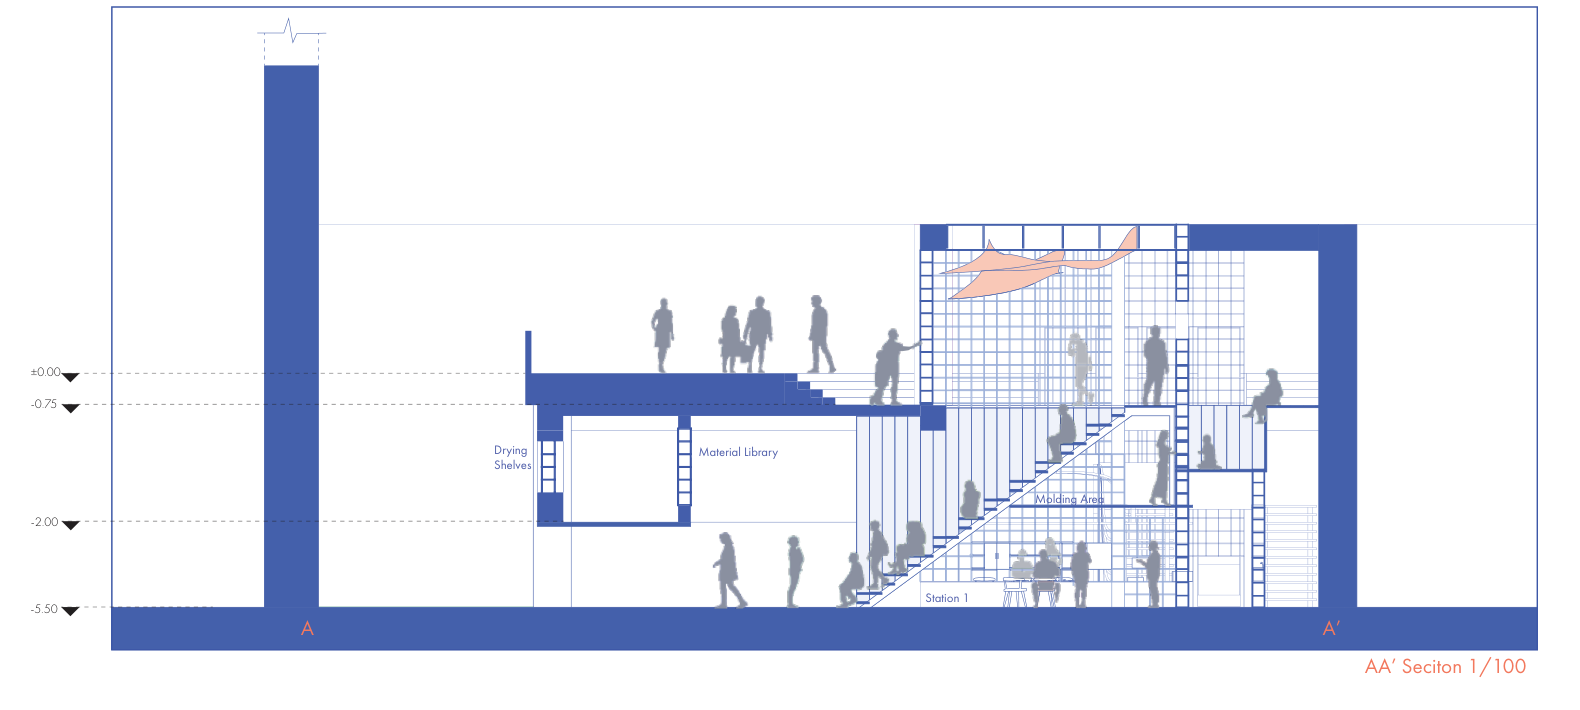 ±0.00
-0.75
Drying
Shelves
Material Library
Molding Area
-2.00
-5.50
Station 1
A
A’
AA’ Seciton 1/100